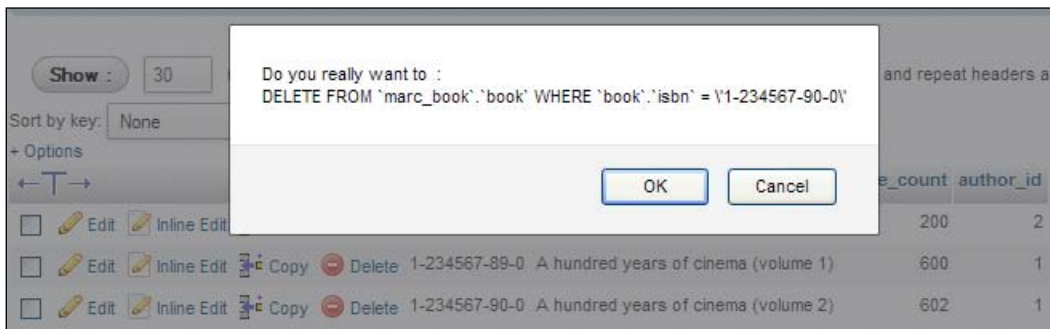 Show :
30
Do you really want to :
DELETE FROM `marc_book`.`book` WHERE `book`.`isbn` = \'1-234567-90-0\'
and repeat headers a
Sort by key: None
+ Options
OK Cancel
e_count author_id
Edit Inline Edit 200 2
Edit Inline Edit Copy Delete 1-234567-89-0 A hundred years of cinema (volume 1) 600 1
Edit Inline Edit Copy Delete 1-234567-90-0 A hundred years of cinema (volume 2) 602 1